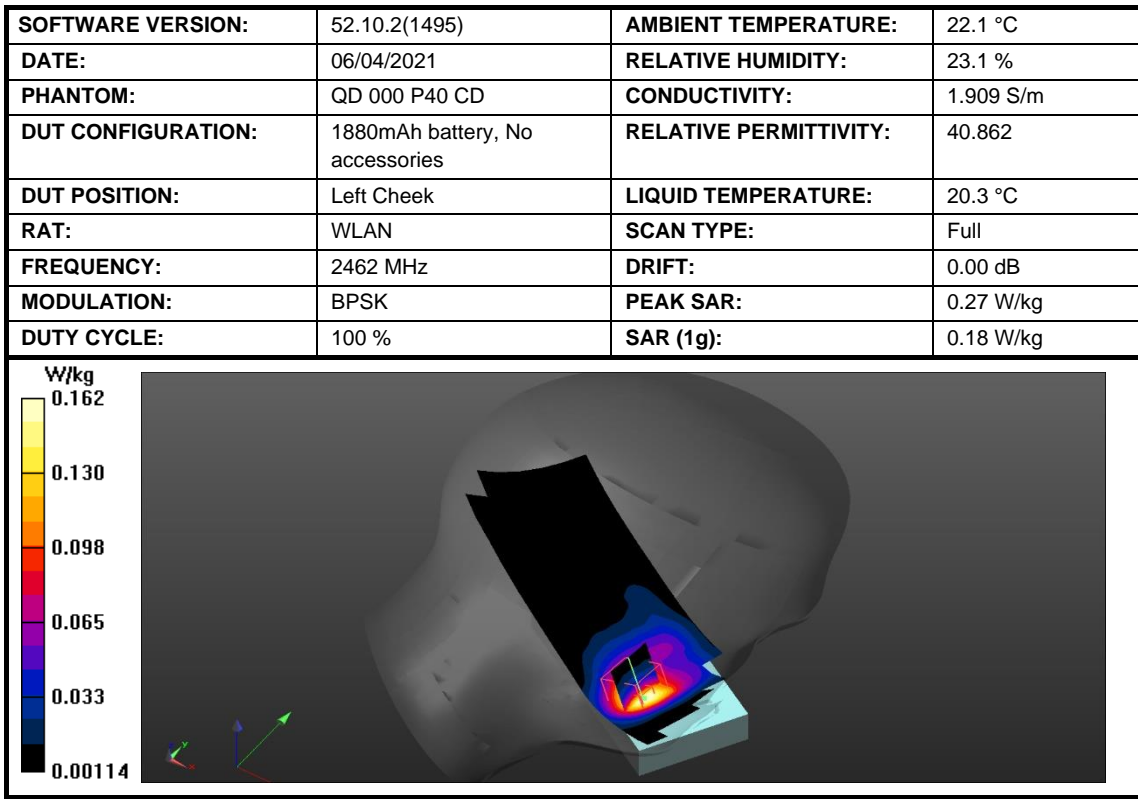 SOFTWARE VERSION: 52.10.2(1495) AMBIENT TEMPERATURE: 22.1 °C
DATE: 06/04/2021 RELATIVE HUMIDITY: 23.1 %
PHANTOM: QD 000 P40 CD CONDUCTIVITY: 1.909 S/m
DUT CONFIGURATION: 1880mAh battery, No RELATIVE PERMITTIVITY: 40.862
accessories
DUT POSITION: Left Cheek LIQUID TEMPERATURE: 20.3 °C
RAT: WLAN SCAN TYPE: Full
FREQUENCY: 2462 MHz DRIFT: 0.00 dB
MODULATION: BPSK PEAK SAR: 0.27 W/kg
DUTY CYCLE: 100 % SAR (1g): 0.18 W/kg
W/kg
0.162
0.130
0.098
0.065
0.033
0.00114
z y
x